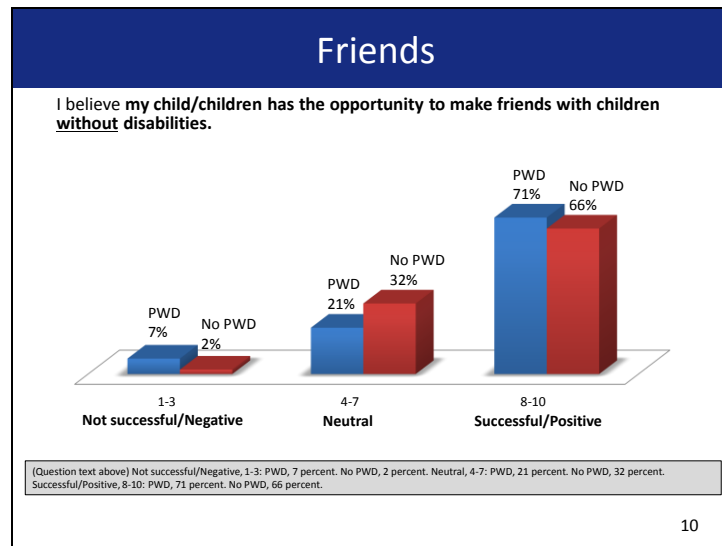 Friends
I believe my child/children has the opportunity to make friends with children
without disabilities.
PWD
7%
No PWD
2%
PWD
21%
No PWD
32%
PWD
71%
No PWD
66%
1-3
Not successful/Negative
4-7
Neutral
8-10
Successful/Positive
(Question text above) Not successful/Negative, 1-3: PWD, 7 percent. No PWD, 2 percent. Neutral, 4-7: PWD, 21 percent. No PWD, 32 percent.
Successful/Positive, 8-10: PWD, 71 percent. No PWD, 66 percent.
10